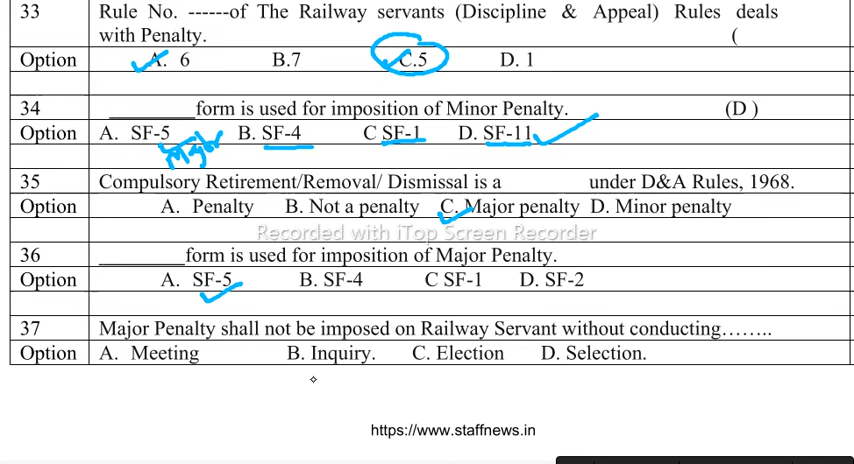 33 Rule No. ------of The Railway servants (Discipline & Appeal) Rules deals
with Penalty. (
Option A. 6 B.7 C.5 D. 1
34 _________form is used for imposition of Minor Penalty. (D )
Option A. SF-5 B. SF-4 C SF-1 D. SF-11
Major
35 Compulsory Retirement/Removal/ Dismissal is a under D&A Rules, 1968.
Option A. Penalty B. Not a penalty C. Major penalty D. Minor penalty
Recorded with iTop Screen Recorder
36 _________form is used for imposition of Major Penalty.
Option A. SF-5 B. SF-4 C SF-1 D. SF-2
37 Major Penalty shall not be imposed on Railway Servant without conducting……..
Option A. Meeting B. Inquiry. C. Election D. Selection.
https://www.staffnews.in